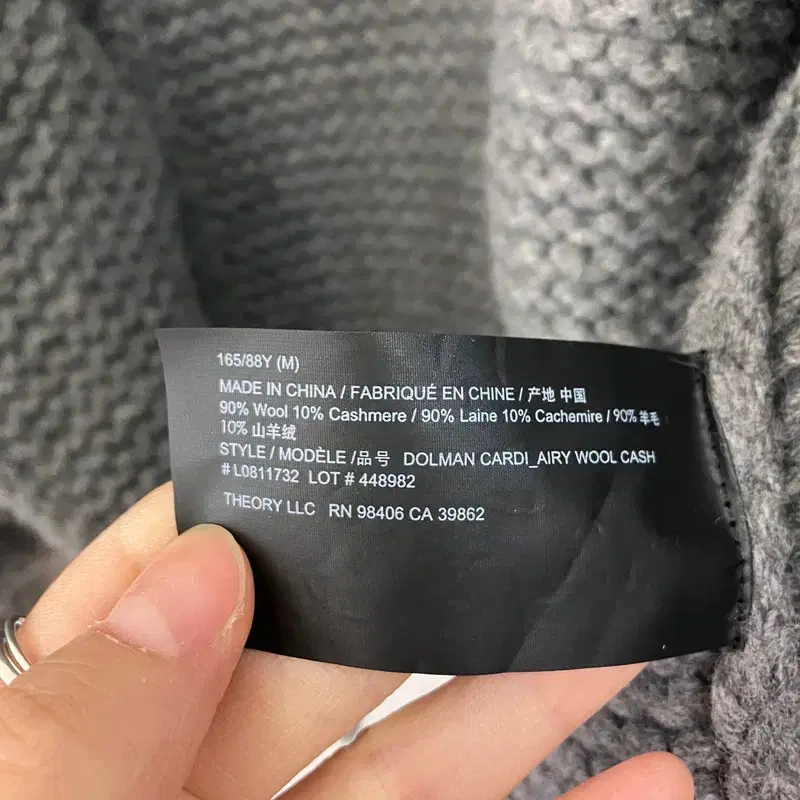 165/88Y (M)
MADE IN CHINA / FABRIQUÉ EN CHINE / 产地 中国
90% Wool 10% Cashmere / 90% Laine 10% Cachemire / 90% 羊毛
10% 山羊绒
STYLE / MODÈLE /品号 DOLMAN CARDI_AIRY WOOL CASH
# L0811732 LOT # 448982
THEORY LLC RN 98406 CA 39862